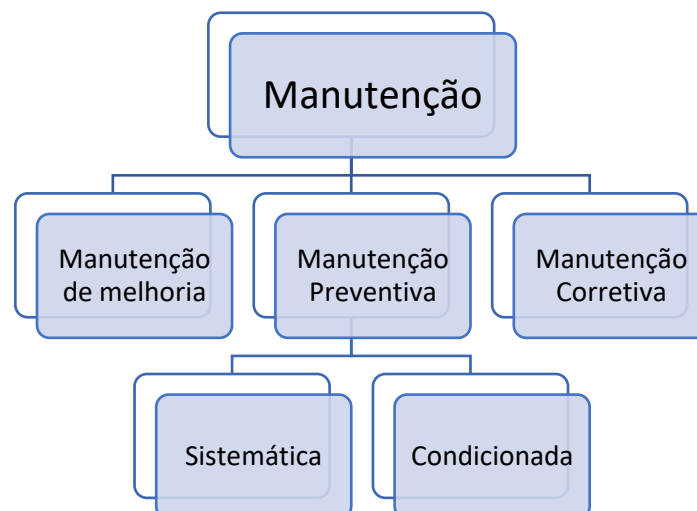 Manutenção
Manutenção
de melhoria
Manutenção
Preventiva
Manutenção
Corretiva
Sistemática
Condicionada